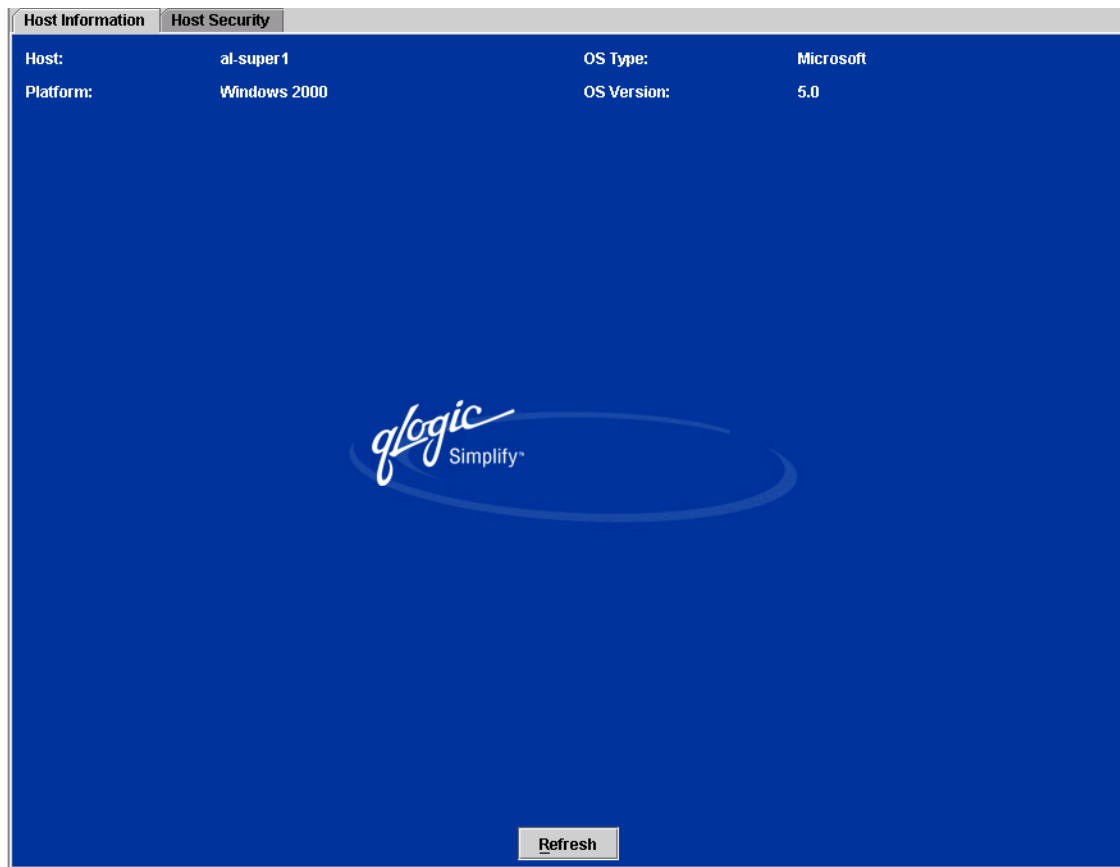 Host Information Host Security
Host: al-super1 OS Type: Microsoft
Platform: Windows 2000 OS Version: 5.0
qlogic
Simplify™
Refresh